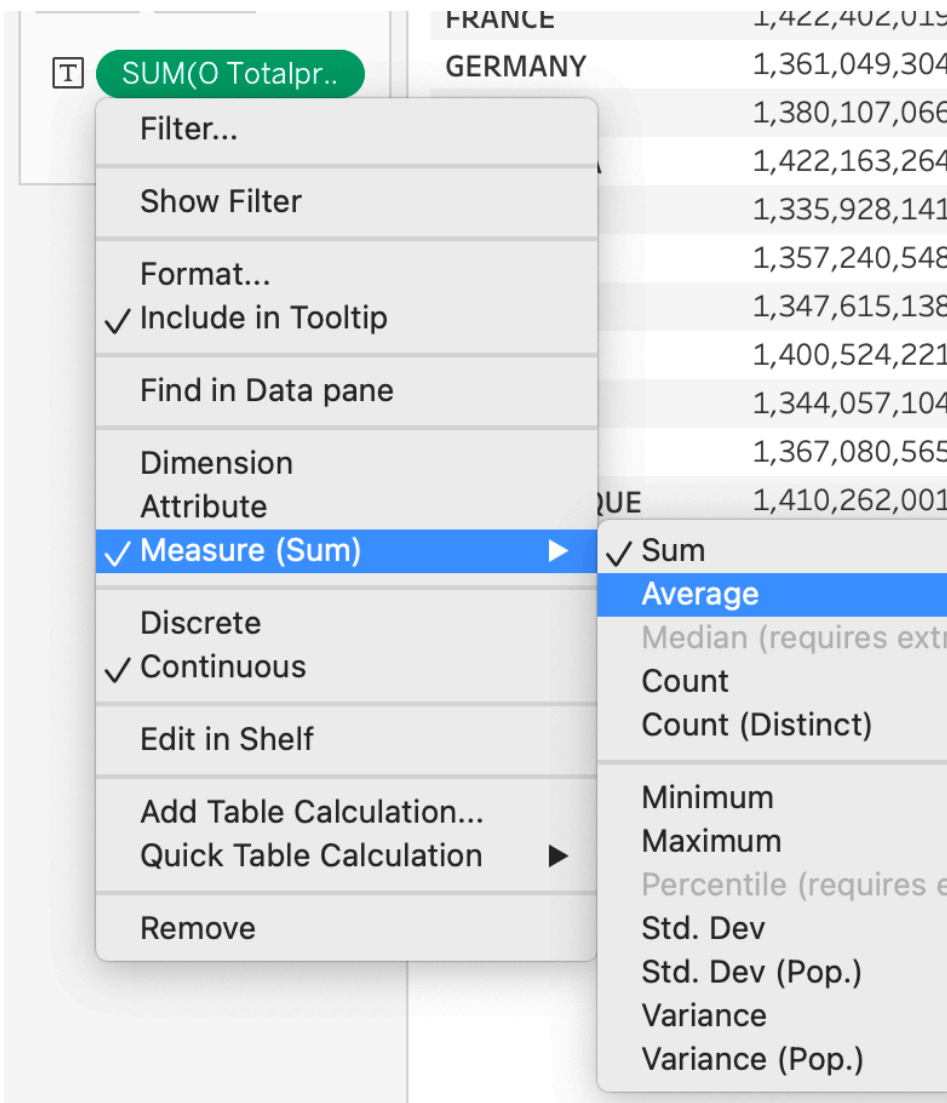 FRANCE 1,422,402,019
T SUM(O Totalpr..
GERMANY 1,361,049,304
1,380,107,066
1,422,163,264
1,335,928,141
1,357,240,548
1,347,615,138
1,400,524,221
1,344,057,104
1,367,080,565
QUE 1,410,262,001
Filter...
Show Filter
Format...
Include in Tooltip
Find in Data pane
Dimension
Attribute
Measure (Sum)
Discrete
Continuous
Edit in Shelf
Add Table Calculation...
Quick Table Calculation
Remove
Sum
Average
Median (requires extr
Count
Count (Distinct)
Minimum
Maximum
Percentile (requires e
Std. Dev
Std. Dev (Pop.)
Variance
Variance (Pop.)